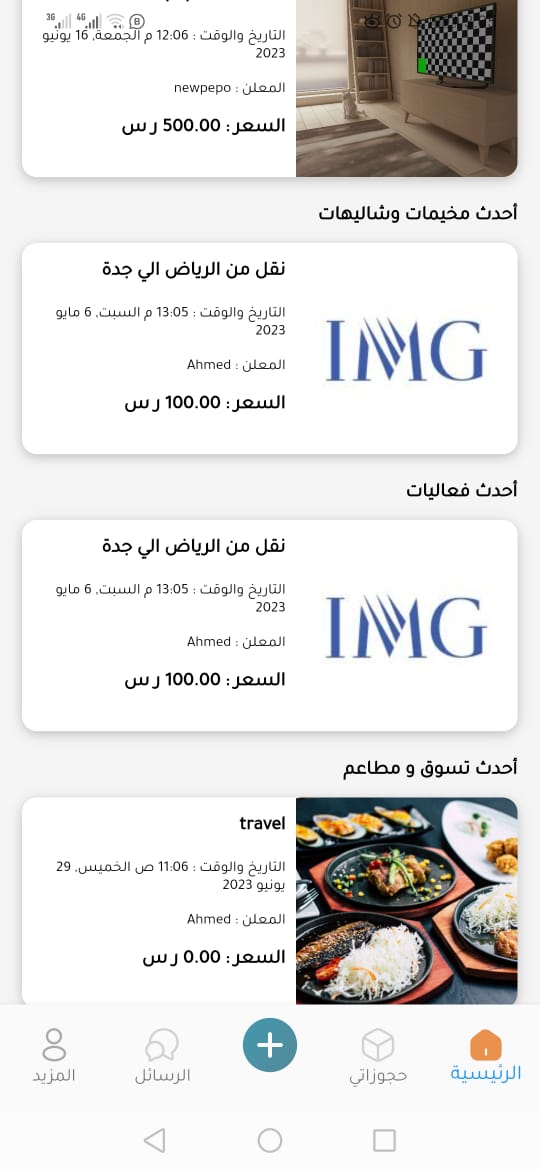 3G 4G B
التاريخ والوقت : 12:06 م الجمعة, 16 يونيو
2023
المعلن : newpepo
السعر : 500.00 ر س
أحدث مخيمات وشاليهات
نقل من الرياض الي جدة
التاريخ والوقت : 13:05 م السبت, 6 مايو
2023
المعلن : Ahmed
السعر : 100.00 ر س
IMG
أحدث فعاليات
نقل من الرياض الي جدة
التاريخ والوقت : 13:05 م السبت, 6 مايو
2023
المعلن : Ahmed
السعر : 100.00 ر س
IMG
أحدث تسوق و مطاعم
travel
التاريخ والوقت : 11:06 ص الخميس, 29
يونيو 2023
المعلن : Ahmed
السعر : 0.00 ر س
الرئيسية
حجوزاتي
الرسائل
المزيد